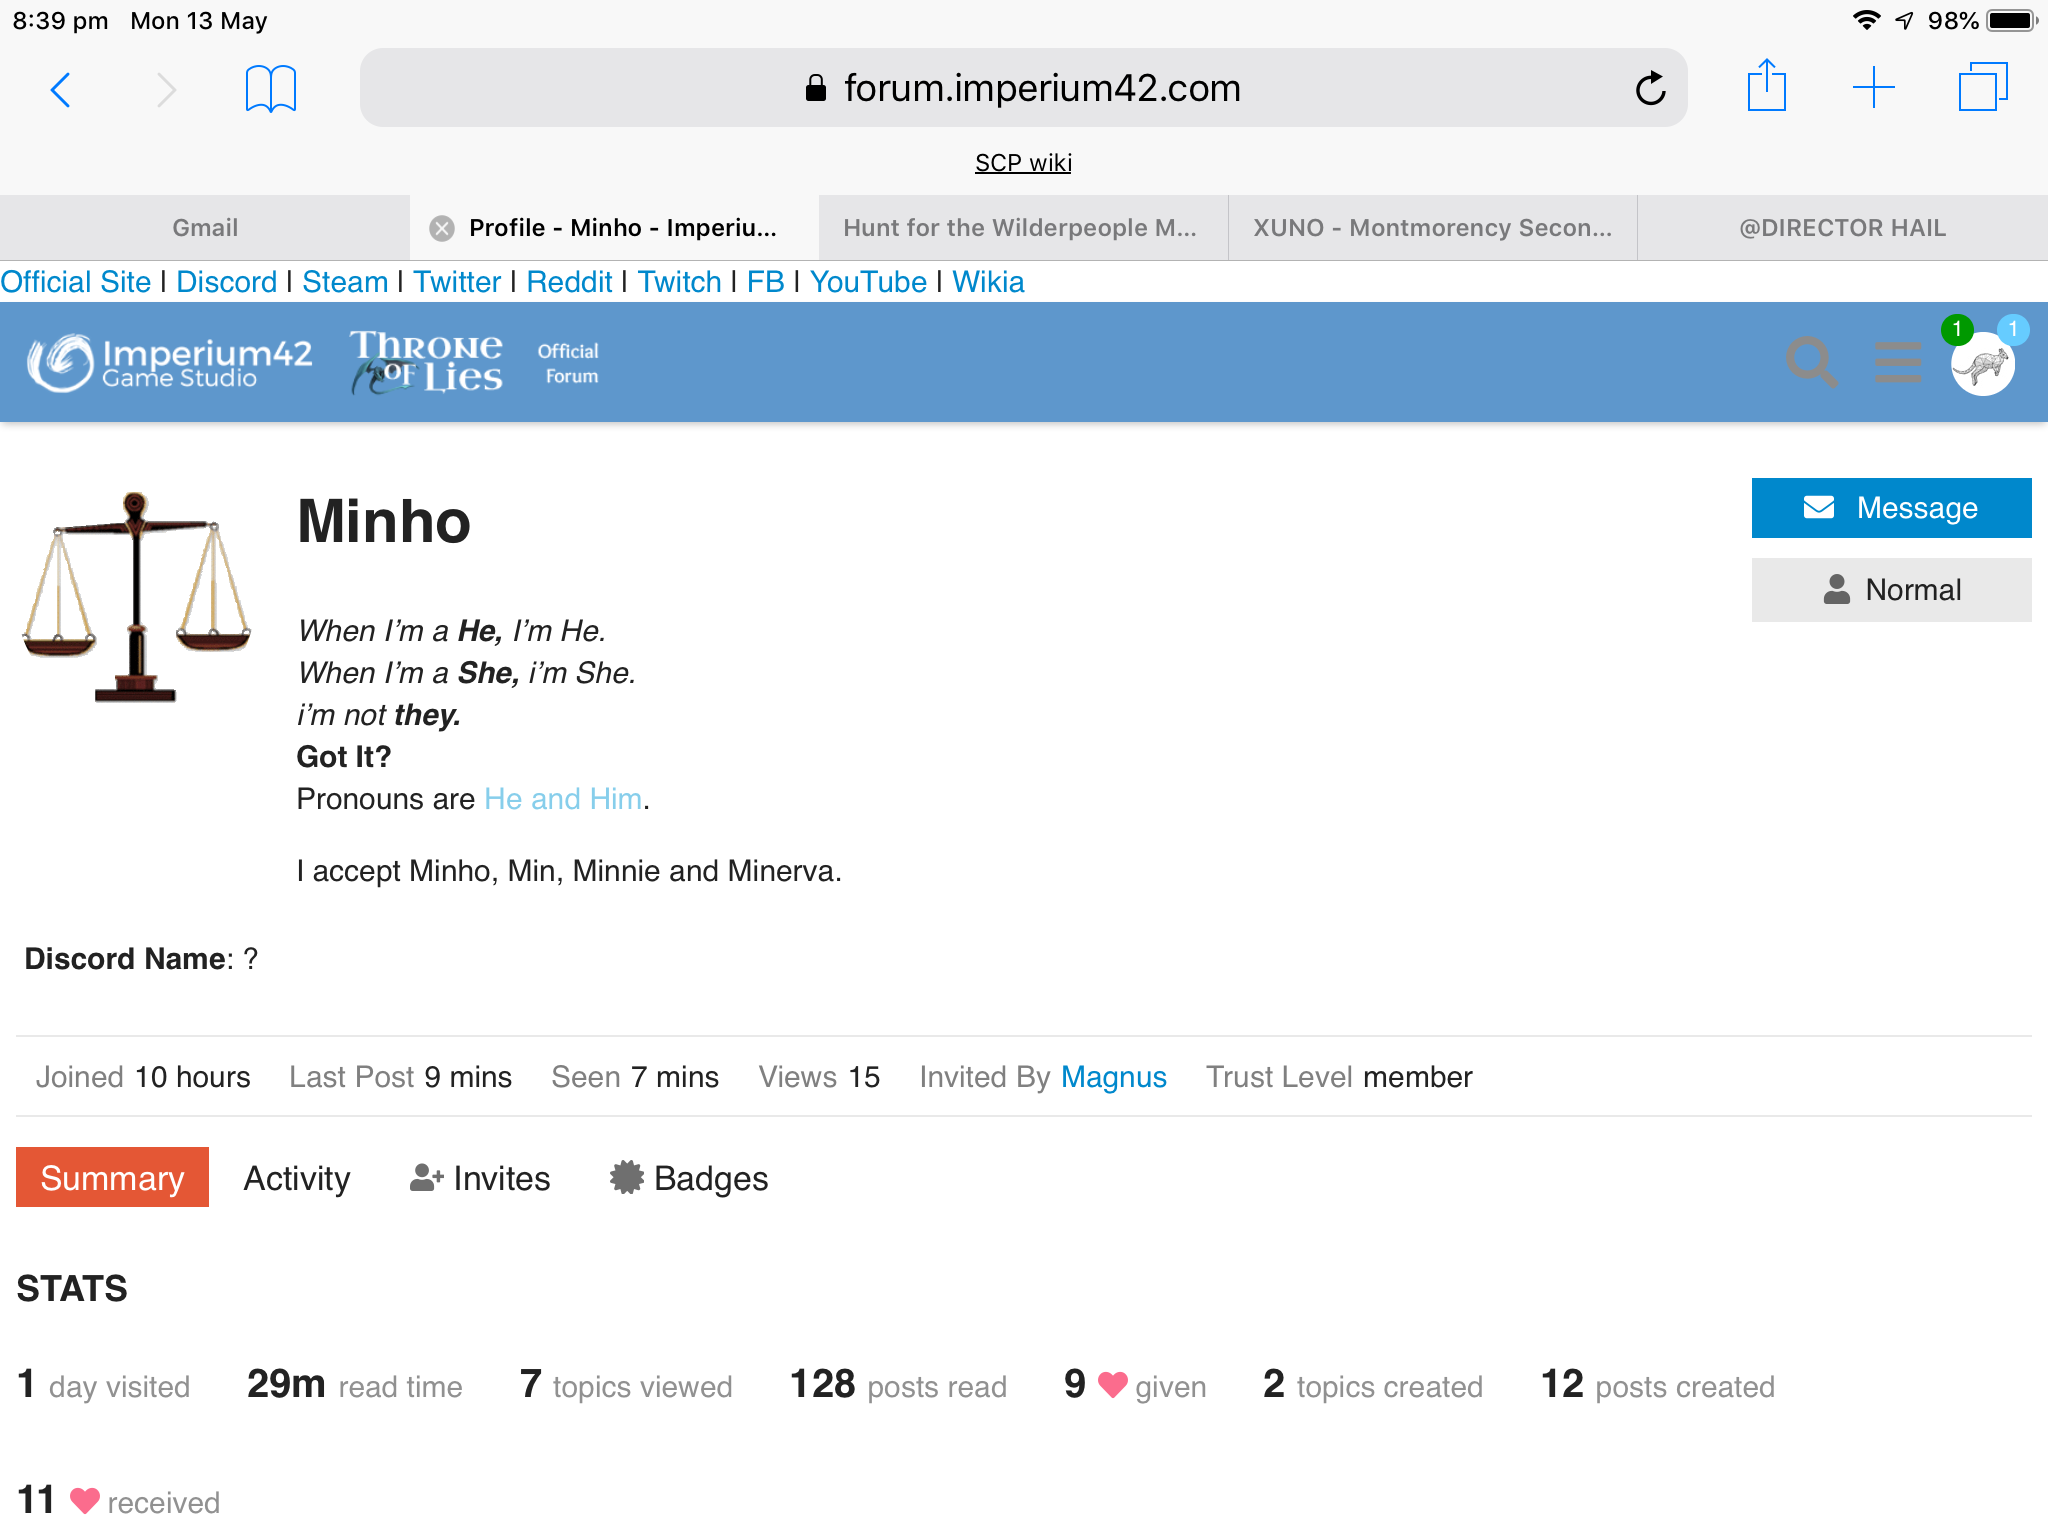 8:39 pm Mon 13 May 98%
forum.imperium42.com
SCP wiki
Gmail
Profile - Minho - Imperiu...
Hunt for the Wilderpeople M...
XUNO - Montmorency Secon...
@DIRECTOR HAIL
Official Site | Discord | Steam | Twitter | Reddit | Twitch | FB | YouTube | Wikia
Imperium42
Game Studio
THRONE
OF LIES
Official
Forum
1 1
Minho
Message
Normal
When I’m a He, I’m He.
When I’m a She, i’m She.
i’m not they.
Got It?
Pronouns are He and Him.
I accept Minho, Min, Minnie and Minerva.
Discord Name: ?
Joined 10 hours Last Post 9 mins Seen 7 mins Views 15 Invited By Magnus Trust Level member
Summary Activity Invites Badges
STATS
1 day visited 29m read time 7 topics viewed 128 posts read 9 given 2 topics created 12 posts created
11 received